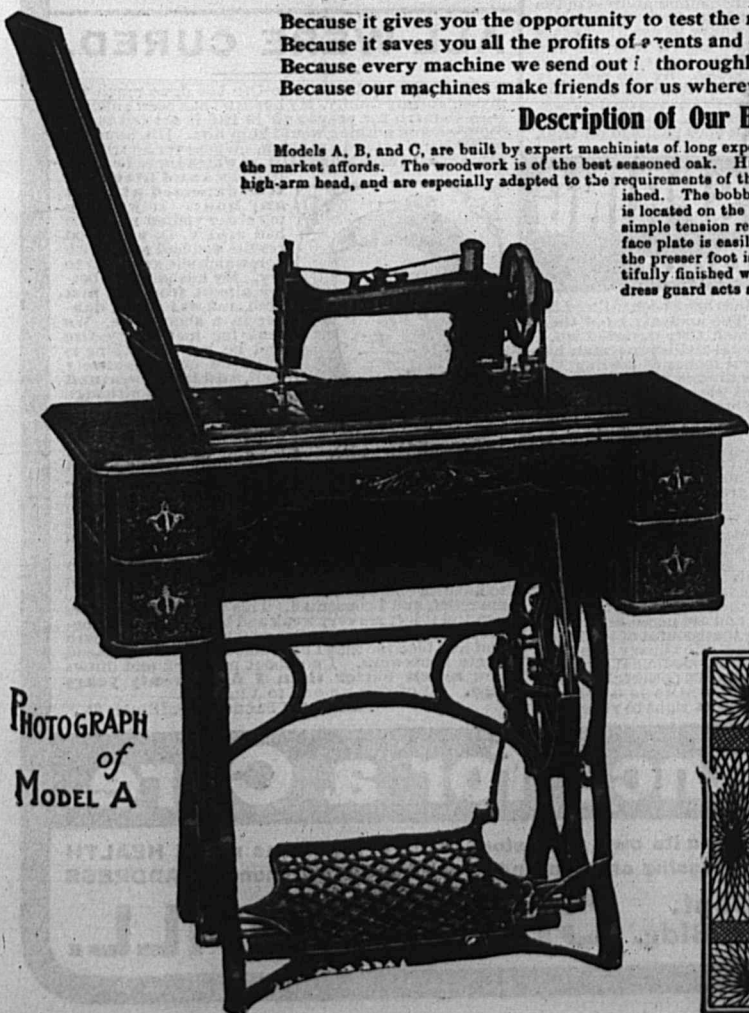 Because it gives you the opportunity to test the
Because it saves you all the profits of agents and
Because every machine we send out i thoroughl
Because our machines make friends for us where
Description of Our
Models A, B, and C, are built by expert machinists of long exp
the market affords. The woodwork is of the best seasoned oak. H
high-arm head, and are especially adapted to the requirements of th
ished. The bobb
is located on the
simple tension re
face plate is easil
the presser foot i
tifully finished w
dress guard acts
PHOTOGRAPH
of
MODEL A